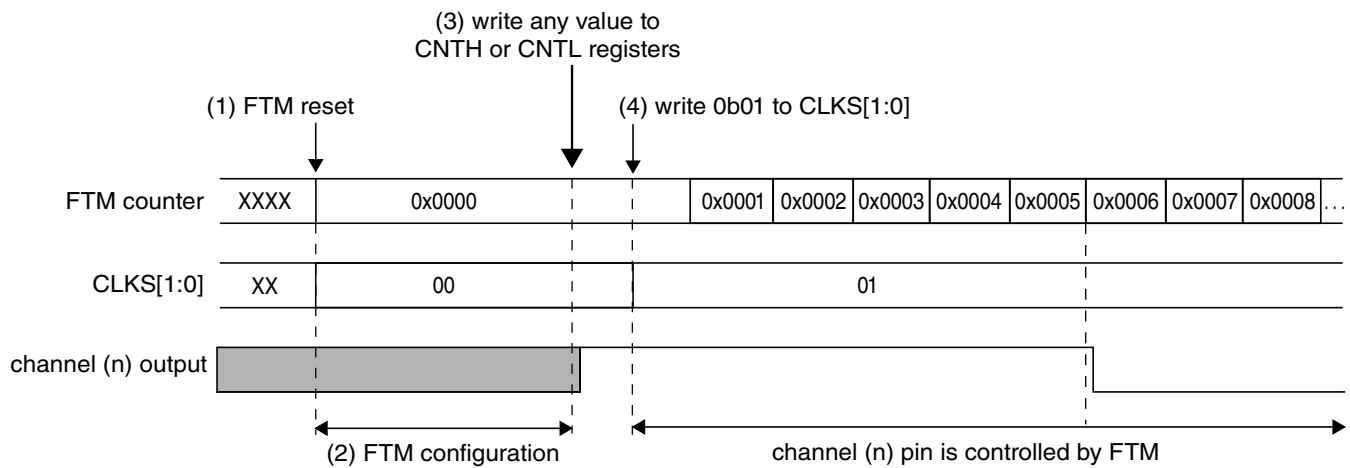 (3) write any value to
CNTH or CNTL registers
(1) FTM reset
(4) write 0b01 to CLKS[1:0]
FTM counter XXXX 0x0000 0x0001 0x0002 0x0003 0x0004 0x0005 0x0006 0x0007 0x0008 ...
CLKS[1:0] XX 00 01
channel (n) output
(2) FTM configuration
channel (n) pin is controlled by FTM